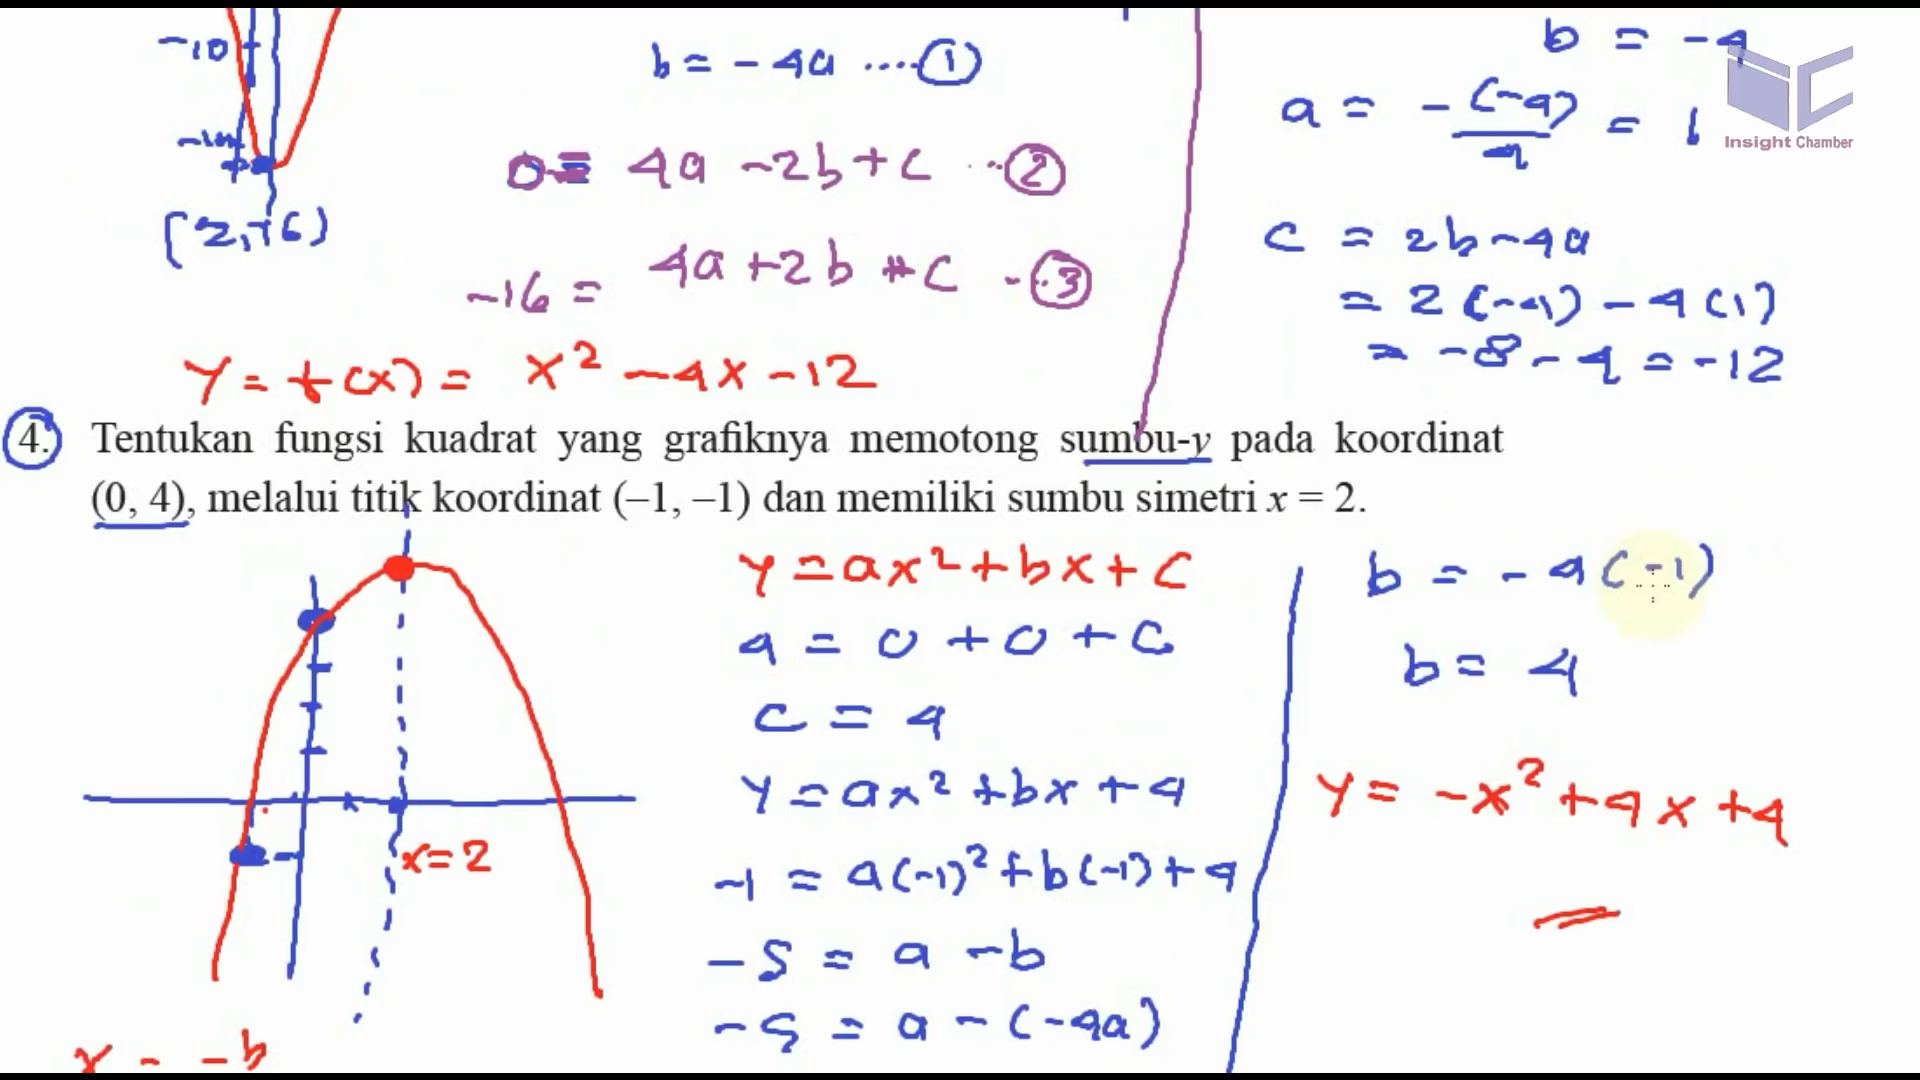 -10
(2,-16)
b = -4a ....①
0 = 4a -2b+c ..②
-16 = 4a +2b + c -..③
y = f(x) = x² -4x -12
b = -4
a = -(-4)/4 = 1
Insight Chamber
c = 2b-4a
= 2(-4) - 4(1)
= -8 - 4 = -12
4. Tentukan fungsi kuadrat yang grafiknya memotong sumbu-y pada koordinat
(0, 4), melalui titik koordinat (–1, –1) dan memiliki sumbu simetri x = 2.
x=2
x = -b
y = ax²+bx+c
4 = 0 + 0 + c
c = 4
y = ax² +bx +4
-1 = a(-1)² + b(-1) + 4
-5 = a - b
-5 = a - (-4a)
b = -4(-1)
b = 4
y = -x² +4x +4